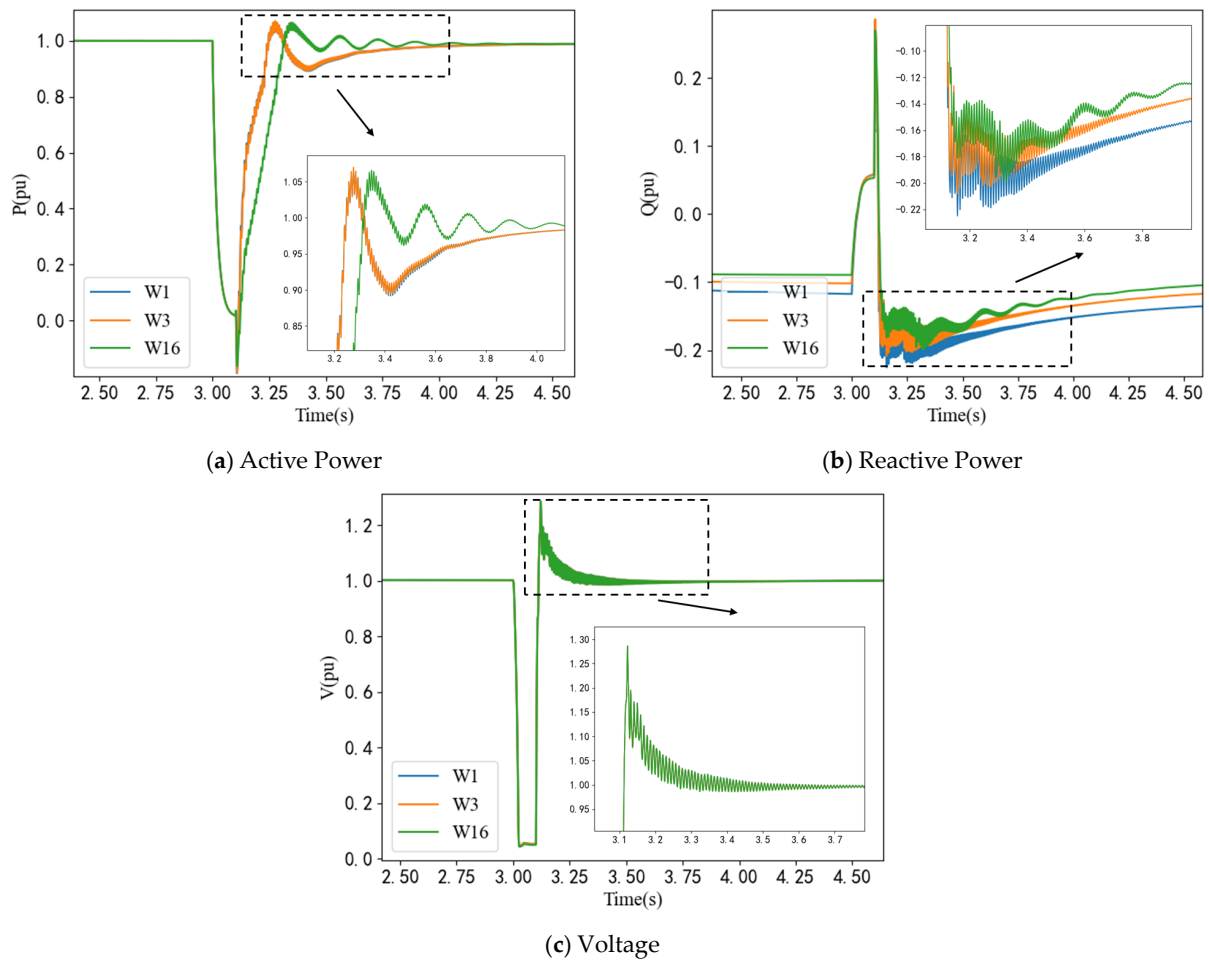 1. 0
0. 8
0. 6
0. 4
0. 2
0. 0
P(pu)
W1
W3
W16
1.05
1.00
0.95
0.90
0.85
3.2 3.4 3.6 3.8 4.0
2. 50 2. 75 3. 00 3. 25 3. 50 3. 75 4. 00 4. 25 4. 50
Time(s)
(a) Active Power
0. 2
0. 1
0. 0
−0. 1
−0. 2
Q(pu)
W1
W3
W16
−0.10
−0.12
−0.14
−0.16
−0.18
−0.20
−0.22
3.2 3.4 3.6 3.8
2. 50 2. 75 3. 00 3. 25 3. 50 3. 75 4. 00 4. 25 4. 50
Time(s)
(b) Reactive Power
1. 2
1. 0
0. 8
0. 6
0. 4
0. 2
0. 0
V(pu)
W1
W3
W16
1.30
1.25
1.20
1.15
1.10
1.05
1.00
0.95
3.1 3.2 3.3 3.4 3.5 3.6 3.7
2. 50 2. 75 3. 00 3. 25 3. 50 3. 75 4. 00 4. 25 4. 50
Time(s)
(c) Voltage